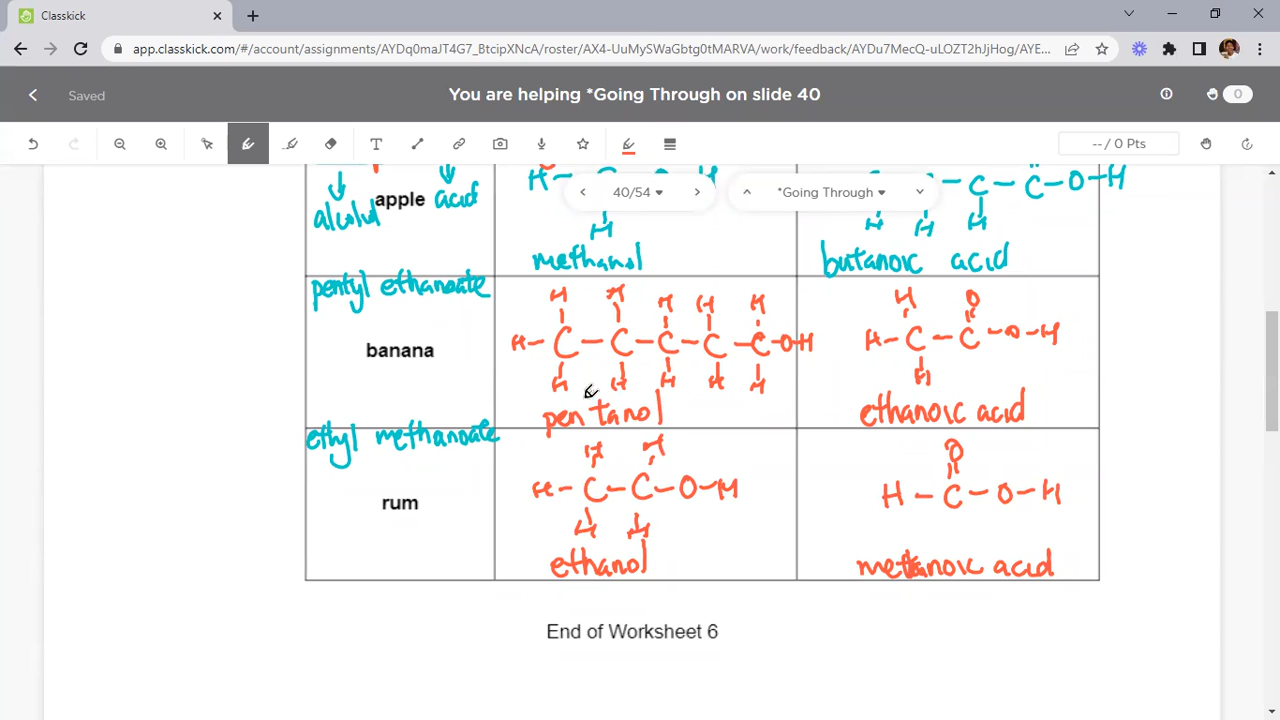 Classkick
app.classkick.com/#/account/assignments/AYDq0maJT4G7_BtcipXNcA/roster/AX4-UuMySWaGbtg0tMARVA/work/feedback/AYDu7MecQ-uLOZT2hJjHog/AYE...
Saved
You are helping *Going Through on slide 40
0
T
-- / 0 Pts
40/54
*Going Through
alcohol
apple
acid
H
H
methanol
C C O H
H H H
butanoic acid
pentyl ethanoate
banana
H H H H H
H C C C C C OH
H H H H H
pentanol
H O
H C C O H
H
ethanoic acid
ethyl methanoate
rum
H H
H C C O H
H H
ethanol
O
H C O H
metanoic acid
End of Worksheet 6